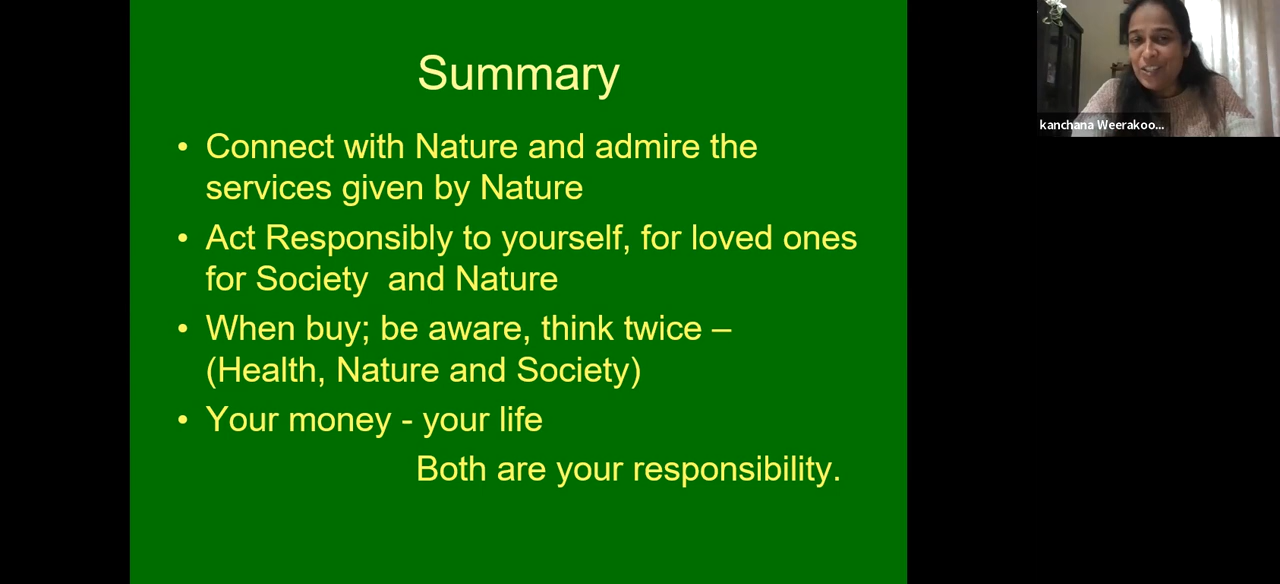 Summary
• Connect with Nature and admire the
services given by Nature
• Act Responsibly to yourself, for loved ones
for Society  and Nature
• When buy; be aware, think twice –
(Health, Nature and Society)
• Your money - your life
Both are your responsibility.
kanchana Weerakoo...